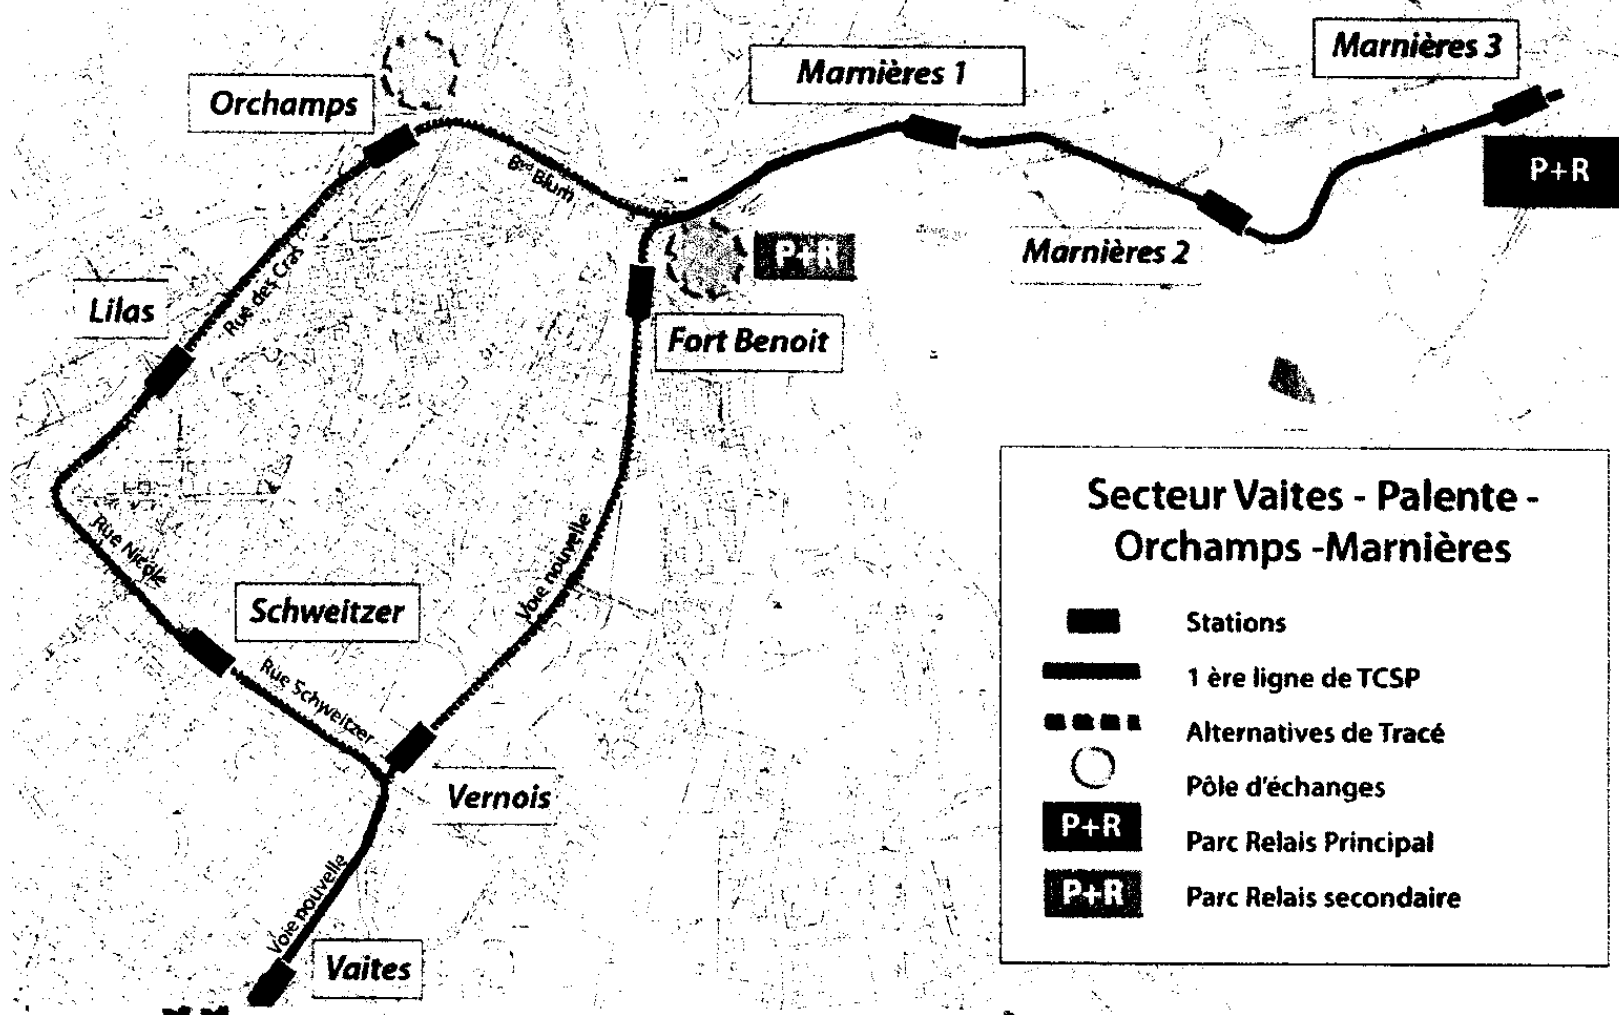 Marnières 3
Marnières 1
Orchamps
Bvd Blum
P+R
Marnières 2
P+R
Rue des Cras
Lilas
Fort Benoit
Secteur Vaites - Palente -
Orchamps -Marnières
Rue Nicole
Voie nouvelle
Schweitzer
Stations
Rue Schweitzer
1 ère ligne de TCSP
Alternatives de Tracé
Vernois
Pôle d'échanges
P+R
Parc Relais Principal
Voie nouvelle
P+R
Parc Relais secondaire
Vaites